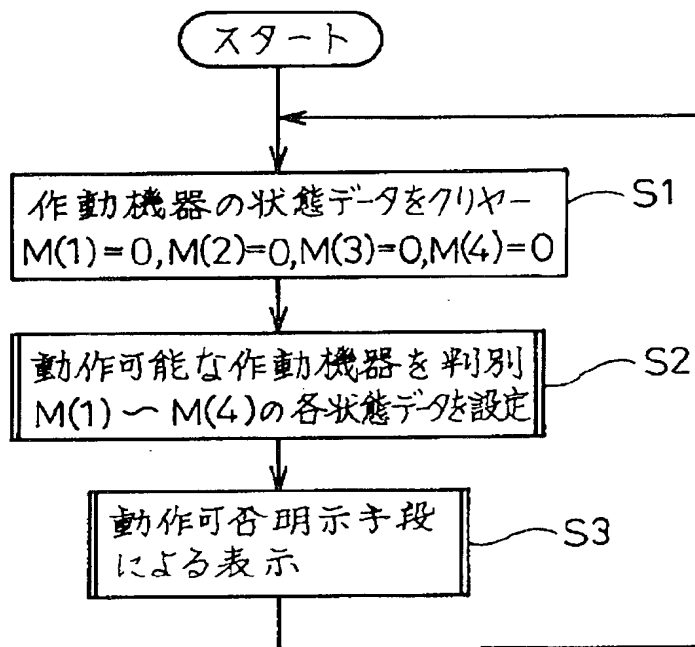 スタート
作動機器の状態データをクリヤー
M(1)=0,M(2)=0,M(3)=0,M(4)=0
S1
動作可能な作動機器を判別
M(1)〜M(4)の各状態データを設定
S2
動作可否明示手段
による表示
S3